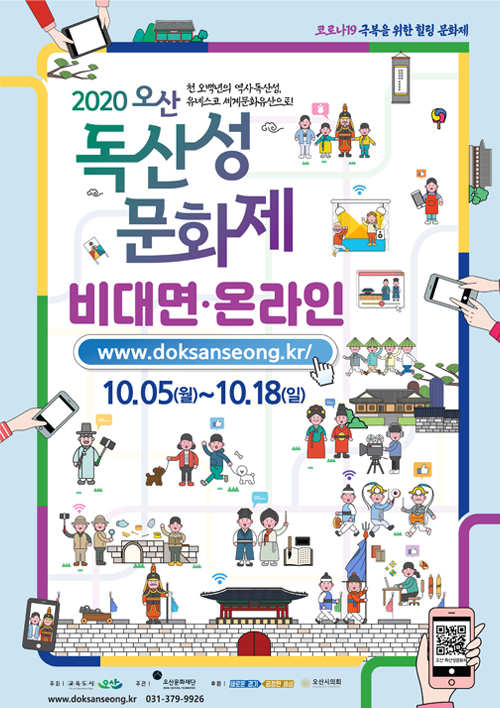 코로나19 극복을 위한 힐링 문화제
천 오백년의 역사·독산성,
유네스코 세계문화유산으로!
2020 오산
독산성
문화제
비대면·온라인
www.doksanseong.kr/
10.05(월)~10.18(일)
오산 독산성문화제
주최 | 교육도시 오산 주관 | 오산문화재단 후원 | 새로운 경기 공정한 세상 오산시의회
www.doksanseong.kr 031-379-9926